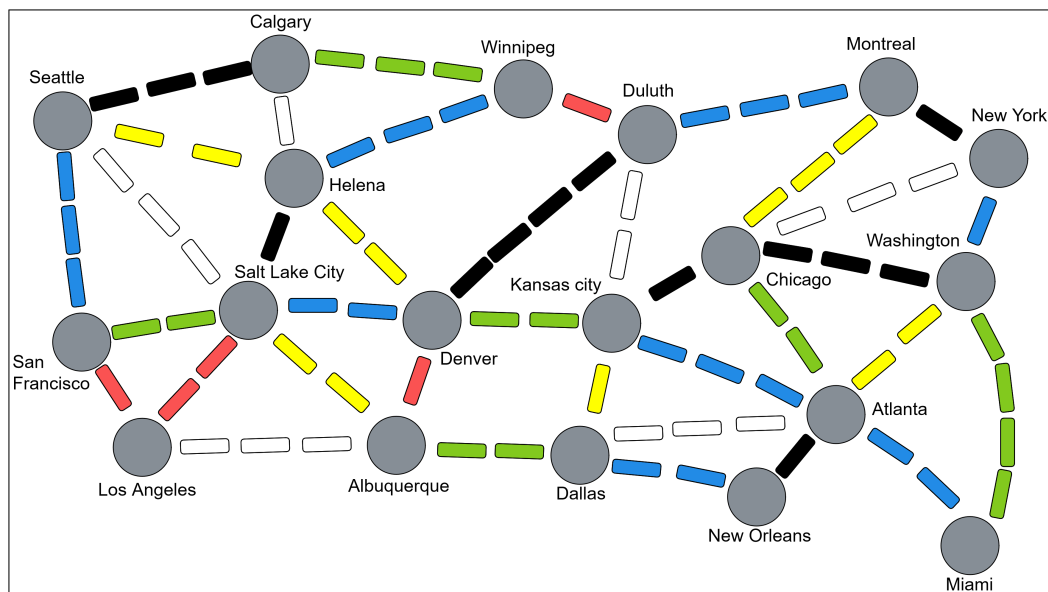 Calgary
Winnipeg
Montreal
Seattle
Duluth
New York
Helena
Washington
Salt Lake City
Chicago
Kansas city
San
Francisco
Denver
Atlanta
Los Angeles
Albuquerque
Dallas
New Orleans
Miami